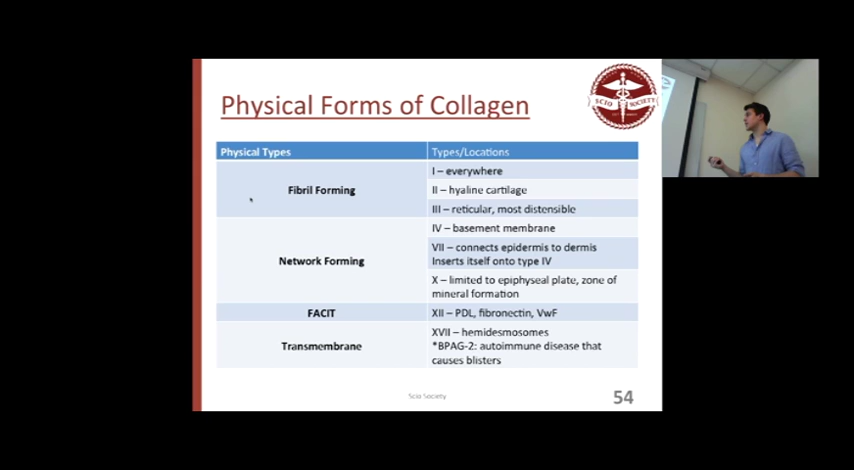 Physical Forms of Collagen
SCIO SOCIETY
Physical Types
Types/Locations
Fibril Forming
I – everywhere
II – hyaline cartilage
III – reticular, most distensible
Network Forming
IV – basement membrane
VII – connects epidermis to dermis
Inserts itself onto type IV
X – limited to epiphyseal plate, zone of
mineral formation
FACIT
XII – PDL, fibronectin, VwF
Transmembrane
XVII – hemidesmosomes
*BPAG-2: autoimmune disease that
causes blisters
Scio Society
54